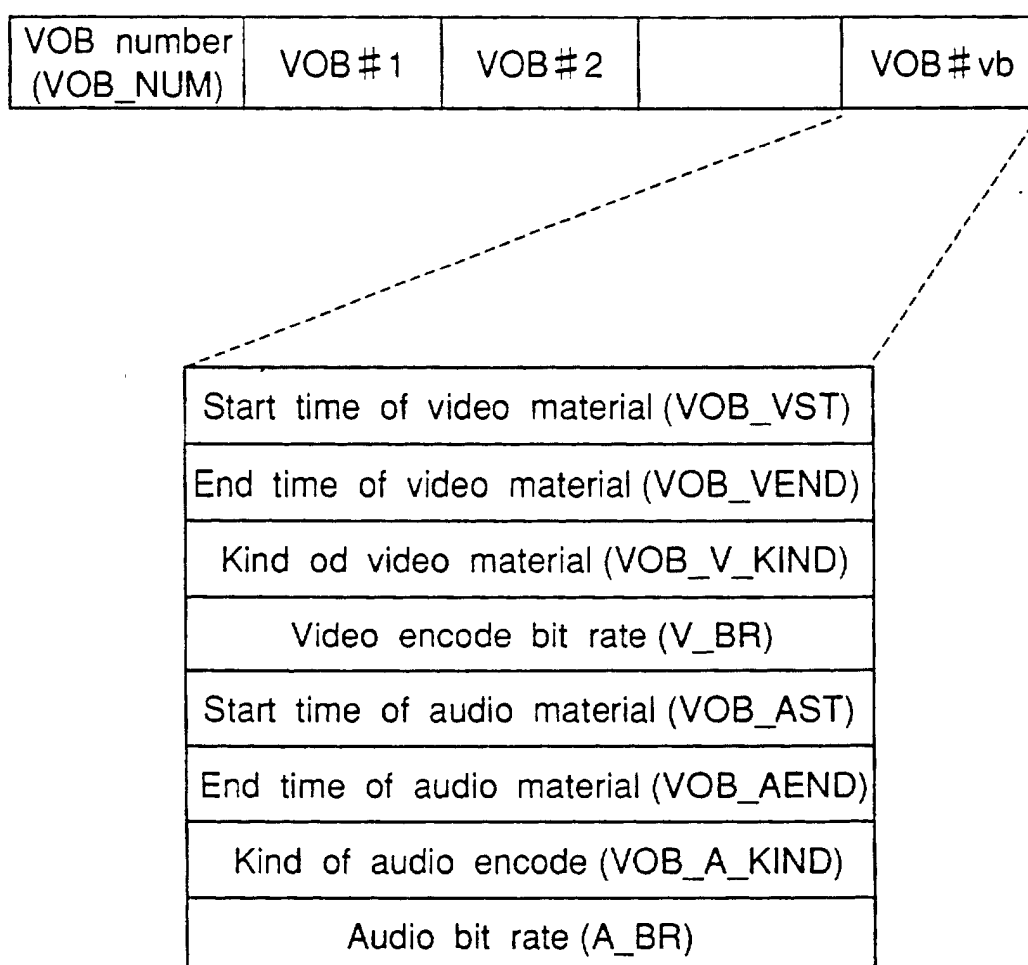 VOB number
(VOB_NUM)
VOB#1
VOB#2
VOB#vb
Start time of video material (VOB_VST)
End time of video material (VOB_VEND)
Kind od video material (VOB_V_KIND)
Video encode bit rate (V_BR)
Start time of audio material (VOB_AST)
End time of audio material (VOB_AEND)
Kind of audio encode (VOB_A_KIND)
Audio bit rate (A_BR)